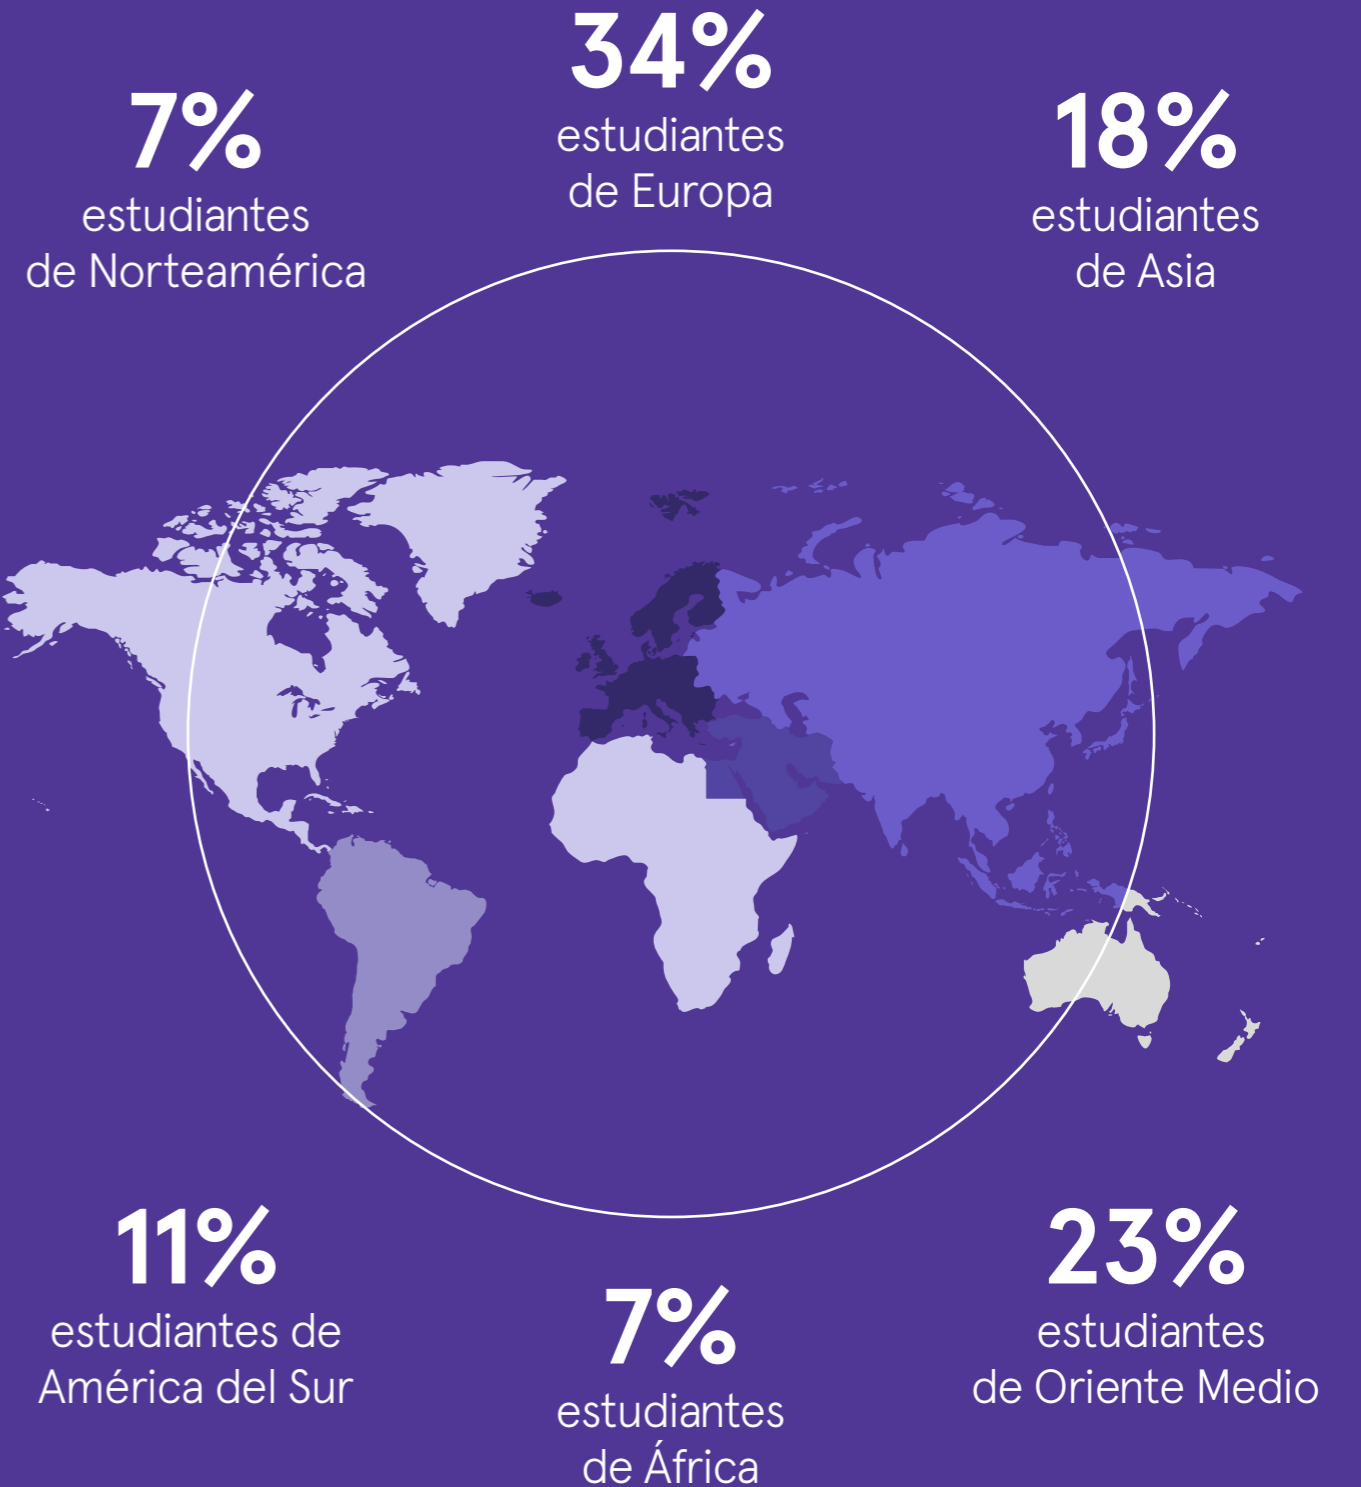 34%
estudiantes
de Europa
7%
estudiantes
de Norteamérica
18%
estudiantes
de Asia
11%
estudiantes de
América del Sur
7%
estudiantes
de África
23%
estudiantes
de Oriente Medio